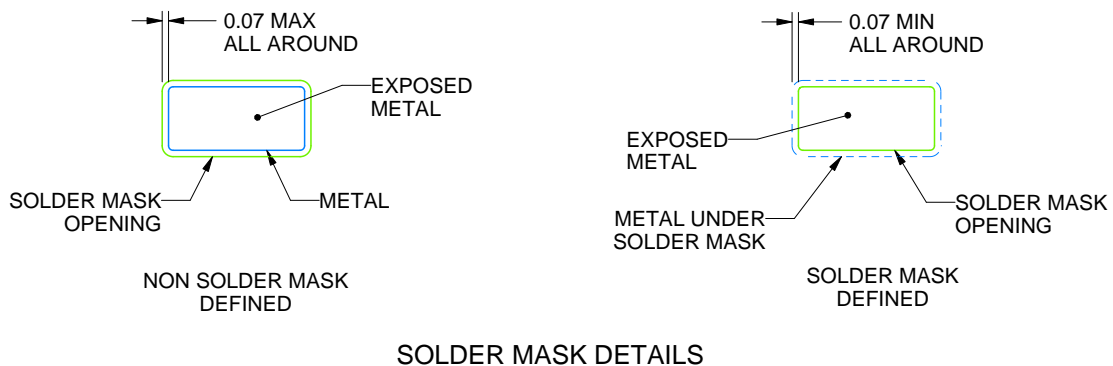 0.07 MAX
ALL AROUND
EXPOSED
METAL
SOLDER MASK
OPENING
METAL
NON SOLDER MASK
DEFINED
0.07 MIN
ALL AROUND
EXPOSED
METAL
METAL UNDER
SOLDER MASK
SOLDER MASK
OPENING
SOLDER MASK
DEFINED
SOLDER MASK DETAILS